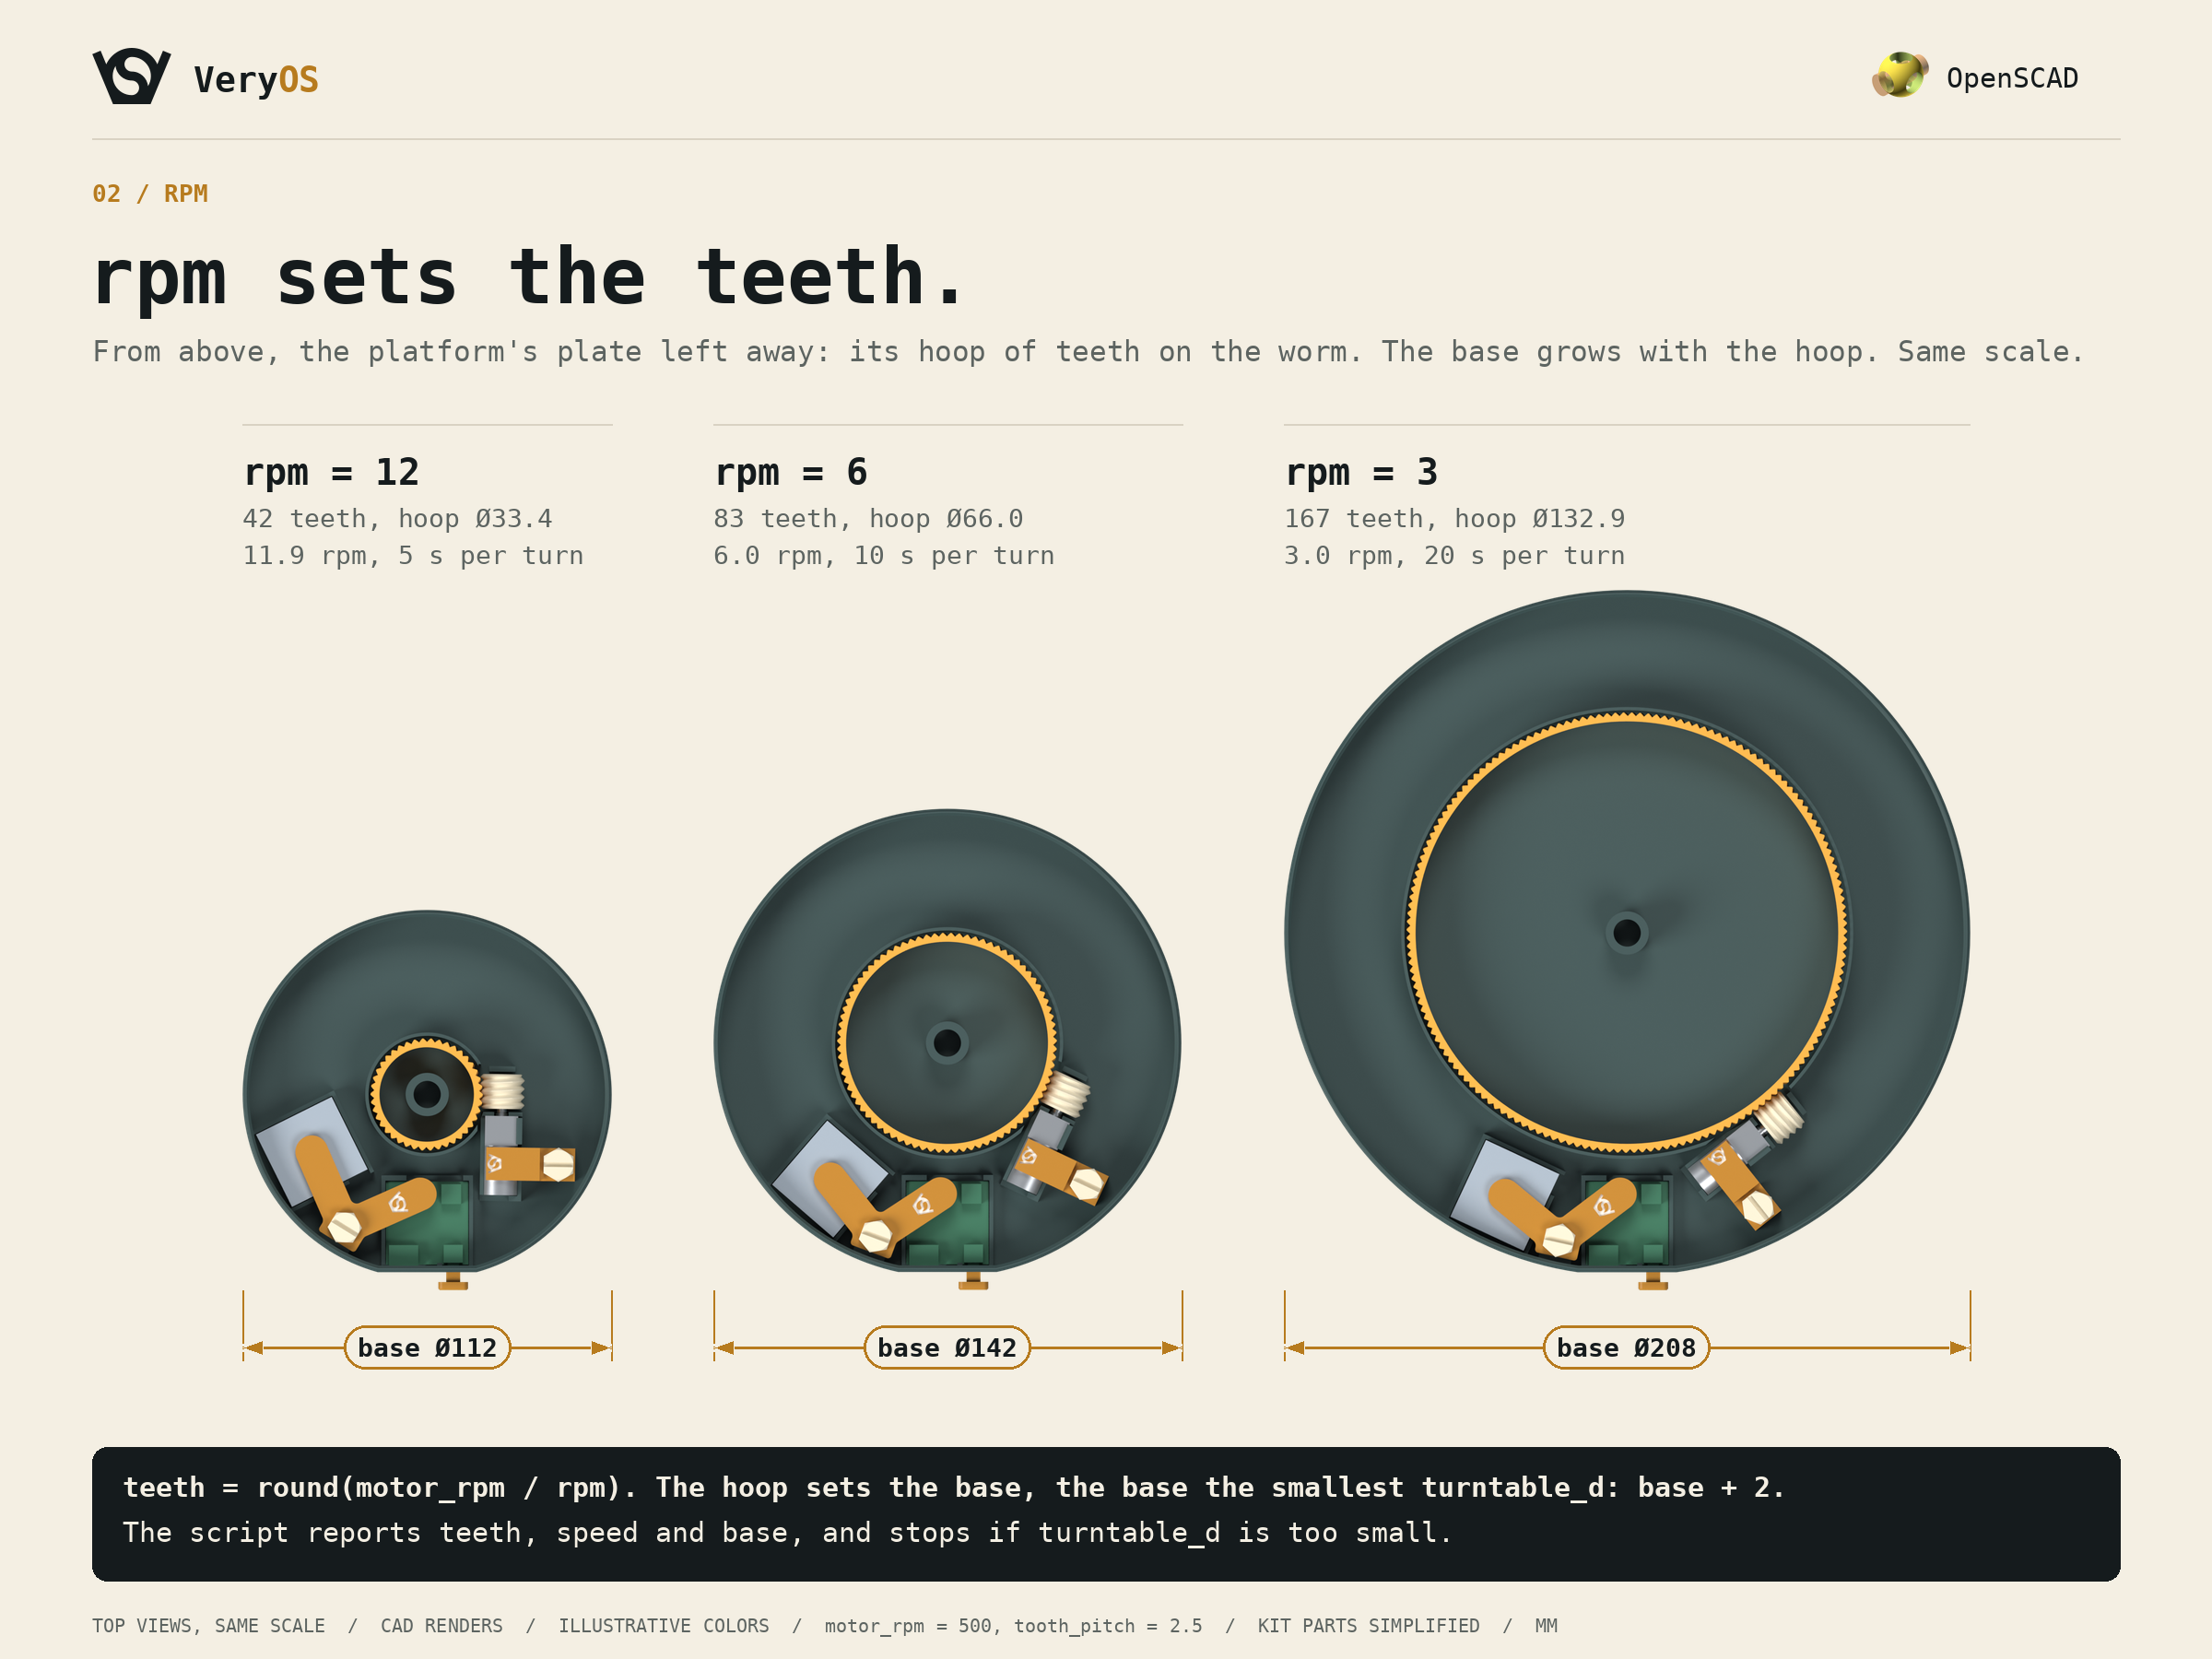 VeryOS
OpenSCAD
02 / RPM
rpm sets the teeth.
From above, the platform's plate left away: its hoop of teeth on the worm. The base grows with the hoop. Same scale.
rpm = 12
42 teeth, hoop Ø33.4
11.9 rpm, 5 s per turn
rpm = 6
83 teeth, hoop Ø66.0
6.0 rpm, 10 s per turn
rpm = 3
167 teeth, hoop Ø132.9
3.0 rpm, 20 s per turn
base Ø112
base Ø142
base Ø208
teeth = round(motor_rpm / rpm). The hoop sets the base, the base the smallest turntable_d: base + 2.
The script reports teeth, speed and base, and stops if turntable_d is too small.
TOP VIEWS, SAME SCALE / CAD RENDERS / ILLUSTRATIVE COLORS / motor_rpm = 500, tooth_pitch = 2.5 / KIT PARTS SIMPLIFIED / MM